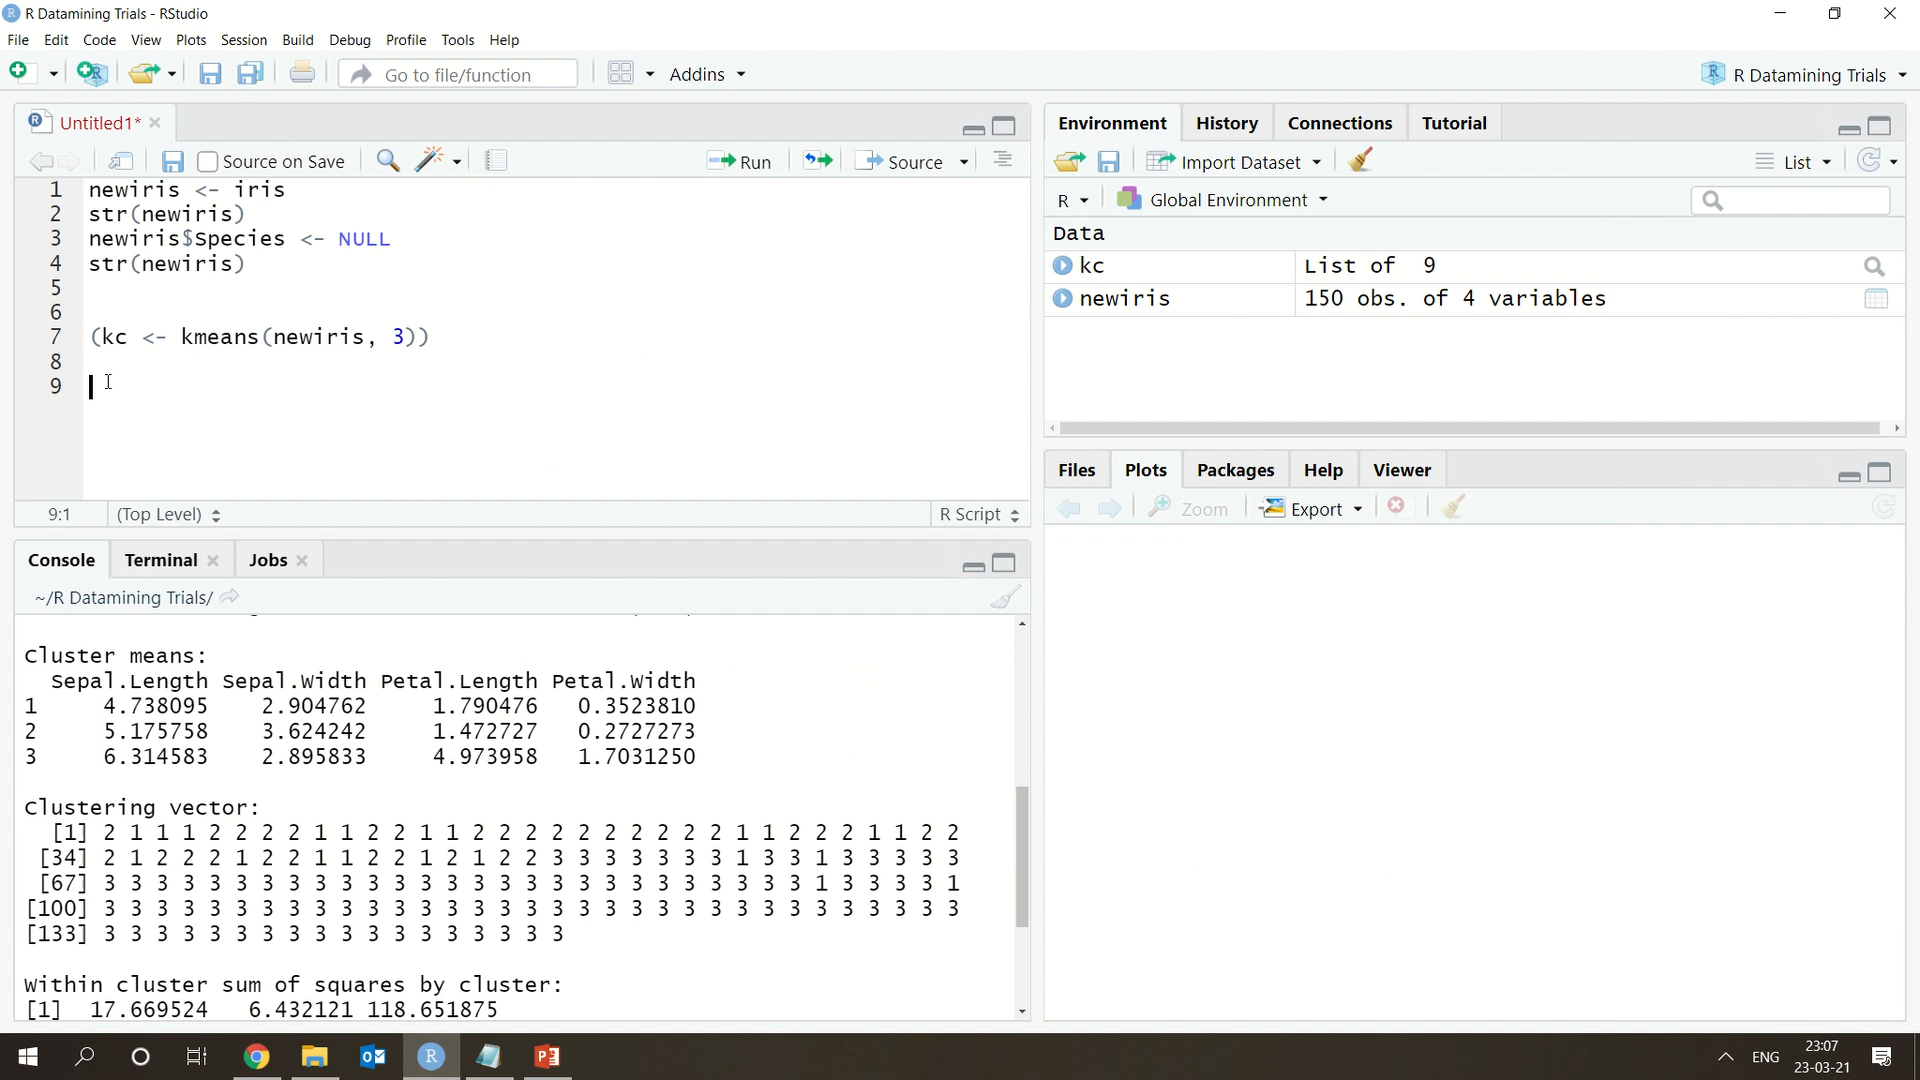 R Datamining Trials - RStudio
File Edit Code View Plots Session Build Debug Profile Tools Help
Go to file/function Addins R Datamining Trials
Untitled1*
Source on Save Run Source
1 newiris <- iris
2 str(newiris)
3 newiris$Species <- NULL
4 str(newiris)
5
6
7 (kc <- kmeans(newiris, 3))
8
9
9:1 (Top Level) R Script
Console Terminal Jobs
~/R Datamining Trials/
Cluster means:
Sepal.Length Sepal.Width Petal.Length Petal.Width
1 4.738095 2.904762 1.790476 0.3523810
2 5.175758 3.624242 1.472727 0.2727273
3 6.314583 2.895833 4.973958 1.7031250
Clustering vector:
[1] 2 1 1 1 2 2 2 2 1 1 2 2 1 1 2 2 2 2 2 2 2 2 2 2 1 1 2 2 2 1 1 2 2
[34] 2 1 2 2 2 1 2 2 1 1 2 2 1 2 1 2 2 3 3 3 3 3 3 3 1 3 3 1 3 3 3 3 3
[67] 3 3 3 3 3 3 3 3 3 3 3 3 3 3 3 3 3 3 3 3 3 3 3 3 3 3 3 1 3 3 3 3 1
[100] 3 3 3 3 3 3 3 3 3 3 3 3 3 3 3 3 3 3 3 3 3 3 3 3 3 3 3 3 3 3 3 3 3
[133] 3 3 3 3 3 3 3 3 3 3 3 3 3 3 3 3 3 3
Within cluster sum of squares by cluster:
[1] 17.669524 6.432121 118.651875
Environment History Connections Tutorial
Import Dataset List
R Global Environment
Data
kc List of 9
newiris 150 obs. of 4 variables
Files Plots Packages Help Viewer
Zoom Export
ENG
23:07
23-03-21